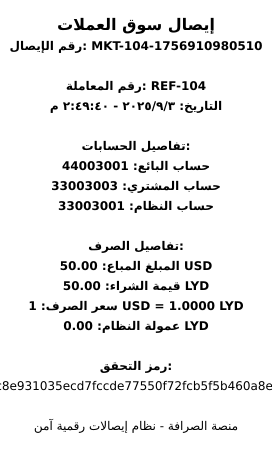 إيصال سوق العملات
رقم الإيصال: MKT-104-1756910980510
رقم المعاملة: REF-104
التاريخ: ٢٠٢٥/٩/٣ - ٢:٤٩:٤٠ م
تفاصيل الحسابات:
حساب البائع: 44003001
حساب المشتري: 33003003
حساب النظام: 33003001
تفاصيل الصرف:
المبلغ المباع: 50.00 USD
قيمة الشراء: 50.00 LYD
سعر الصرف: 1 USD = 1.0000 LYD
عمولة النظام: 0.00 LYD
رمز التحقق:
8e931035ecd7fccde77550f72fcb5f5b460a8e
منصة الصرافة - نظام إيصالات رقمية آمن